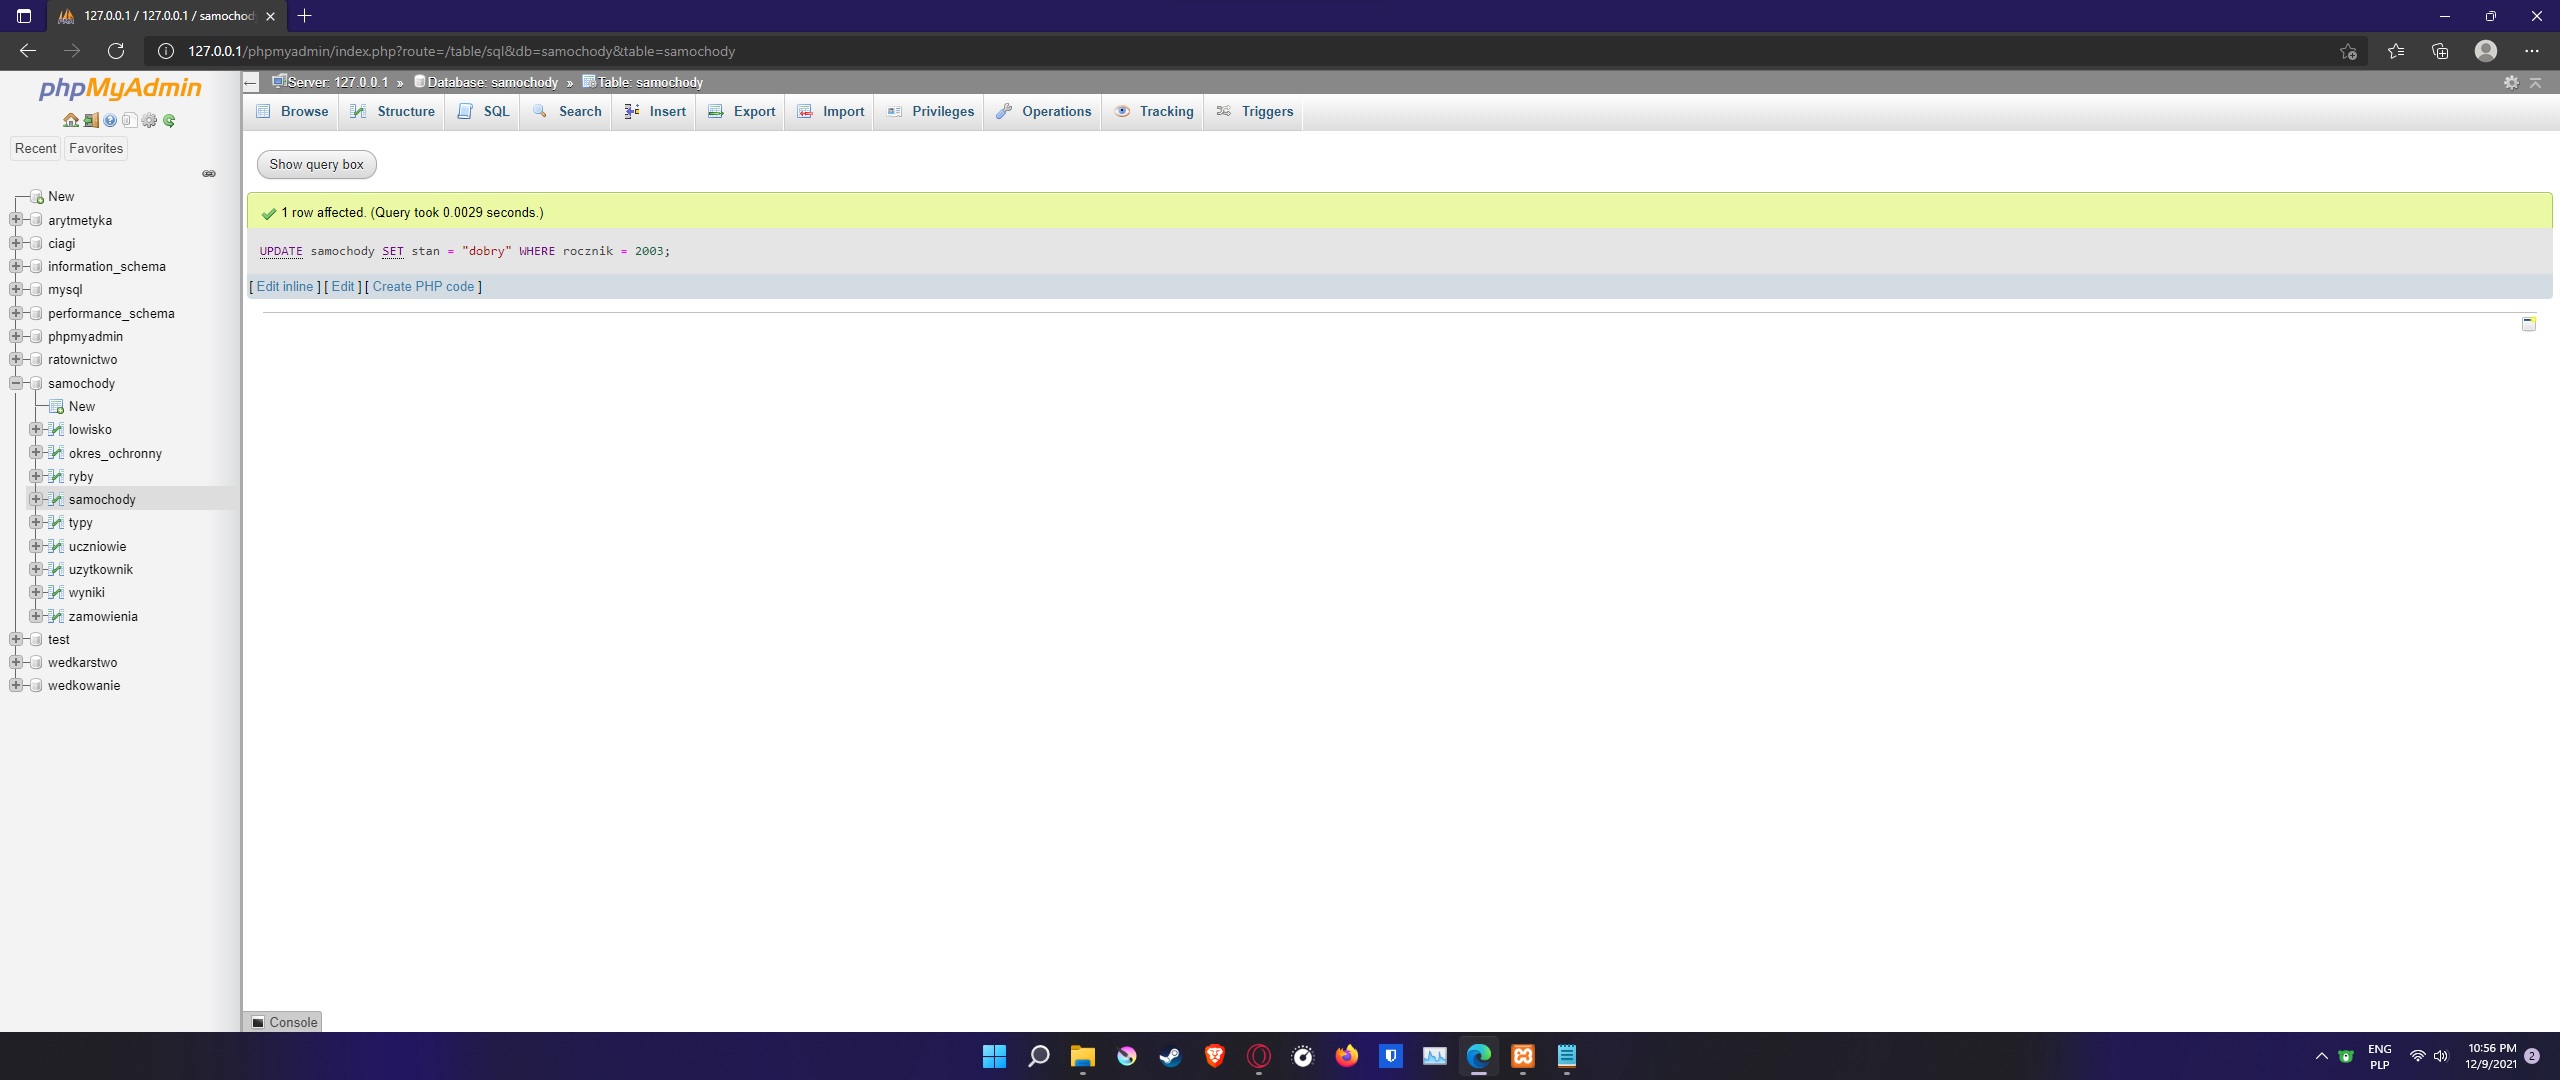 127.0.0.1 / 127.0.0.1 / samochod
127.0.0.1/phpmyadmin/index.php?route=/table/sql&db=samochody&table=samochody
phpMyAdmin
Recent
Favorites
New
arytmetyka
ciagi
information_schema
mysql
performance_schema
phpmyadmin
ratownictwo
samochody
New
lowisko
okres_ochronny
ryby
samochody
typy
uczniowie
uzytkownik
wyniki
zamowienia
test
wedkarstwo
wedkowanie
Server: 127.0.0.1 » Database: samochody » Table: samochody
Browse Structure SQL Search Insert Export Import Privileges Operations Tracking Triggers
Show query box
1 row affected. (Query took 0.0029 seconds.)
UPDATE samochody SET stan = "dobry" WHERE rocznik = 2003;
[ Edit inline ] [ Edit ] [ Create PHP code ]
Console
ENG
PLP
10:56 PM
12/9/2021
2